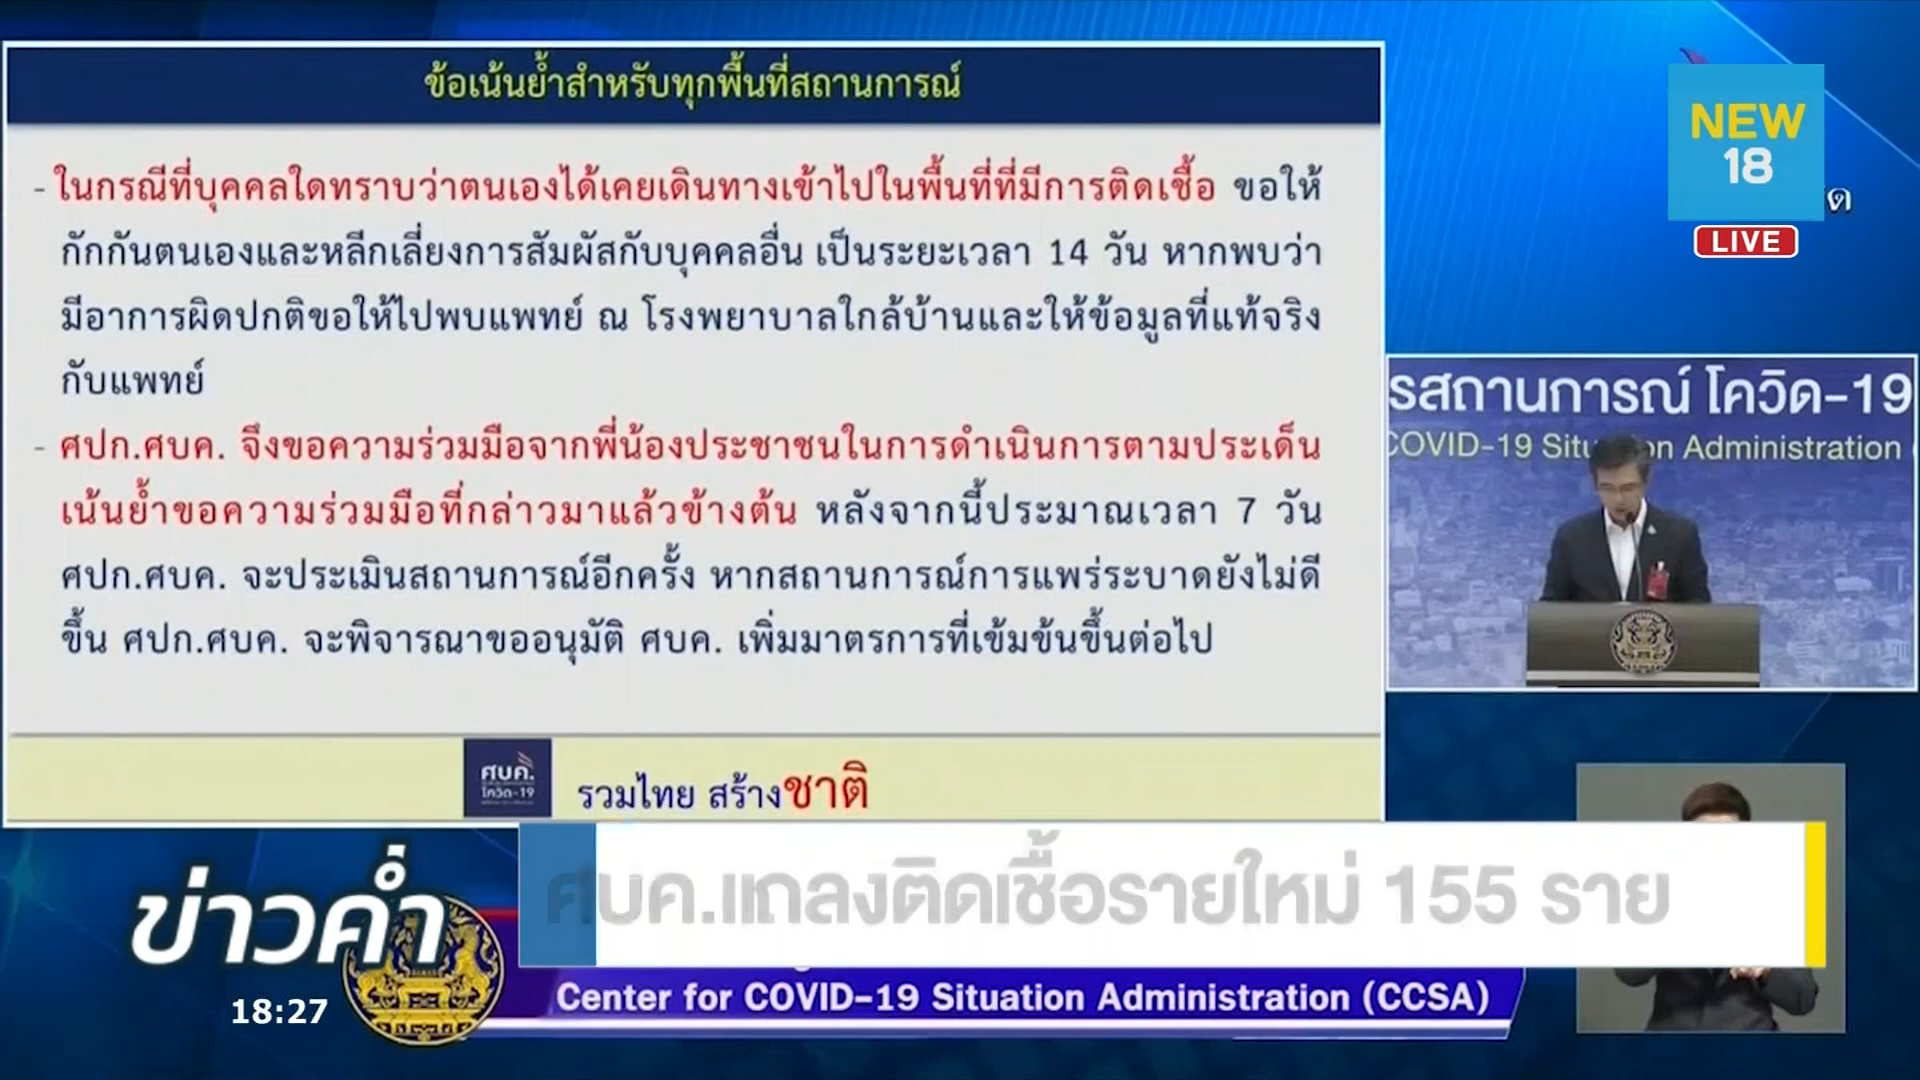 ข้อเน้นย้ำสำหรับทุกพื้นที่สถานการณ์
- ในกรณีที่บุคคลใดทราบว่าตนเองได้เคยเดินทางเข้าไปในพื้นที่ที่มีการติดเชื้อ ขอให้
กักกันตนเองและหลีกเลี่ยงการสัมผัสกับบุคคลอื่น เป็นระยะเวลา 14 วัน หากพบว่า
มีอาการผิดปกติขอให้ไปพบแพทย์ ณ โรงพยาบาลใกล้บ้านและให้ข้อมูลที่แท้จริง
กับแพทย์
- ศปก.ศบค. จึงขอความร่วมมือจากพี่น้องประชาชนในการดำเนินการตามประเด็น
เน้นย้ำขอความร่วมมือที่กล่าวมาแล้วข้างต้น หลังจากนี้ประมาณเวลา 7 วัน
ศปก.ศบค. จะประเมินสถานการณ์อีกครั้ง หากสถานการณ์การแพร่ระบาดยังไม่ดี
ขึ้น ศปก.ศบค. จะพิจารณาขออนุมัติ ศบค. เพิ่มมาตรการที่เข้มข้นขึ้นต่อไป
ศบค.
โควิด-19
รวมไทย สร้างชาติ
NEW
18
LIVE
รสถานการณ์ โควิด-19
COVID-19 Situ on Administration
ข่าวค่ำ
18:27
ศบค.แถลงติดเชื้อรายใหม่ 155 ราย
Center for COVID-19 Situation Administration (CCSA)